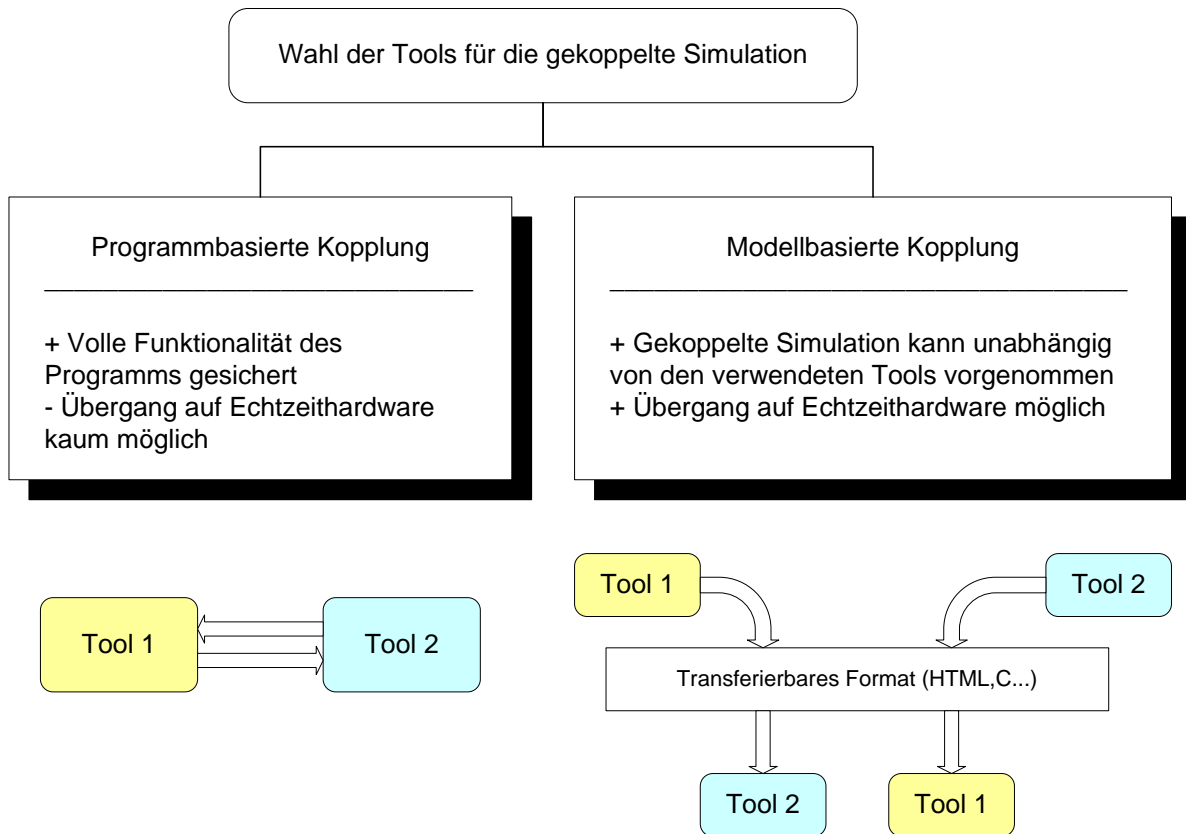 Wahl der Tools für die gekoppelte Simulation
Programmbasierte Kopplung
+ Volle Funktionalität des
Programms gesichert
- Übergang auf Echtzeithardware
kaum möglich
Modellbasierte Kopplung
+ Gekoppelte Simulation kann unabhängig
von den verwendeten Tools vorgenommen
+ Übergang auf Echtzeithardware möglich
Tool 1
Tool 2
Tool 1
Tool 2
Transferierbares Format (HTML,C...)
Tool 2
Tool 1